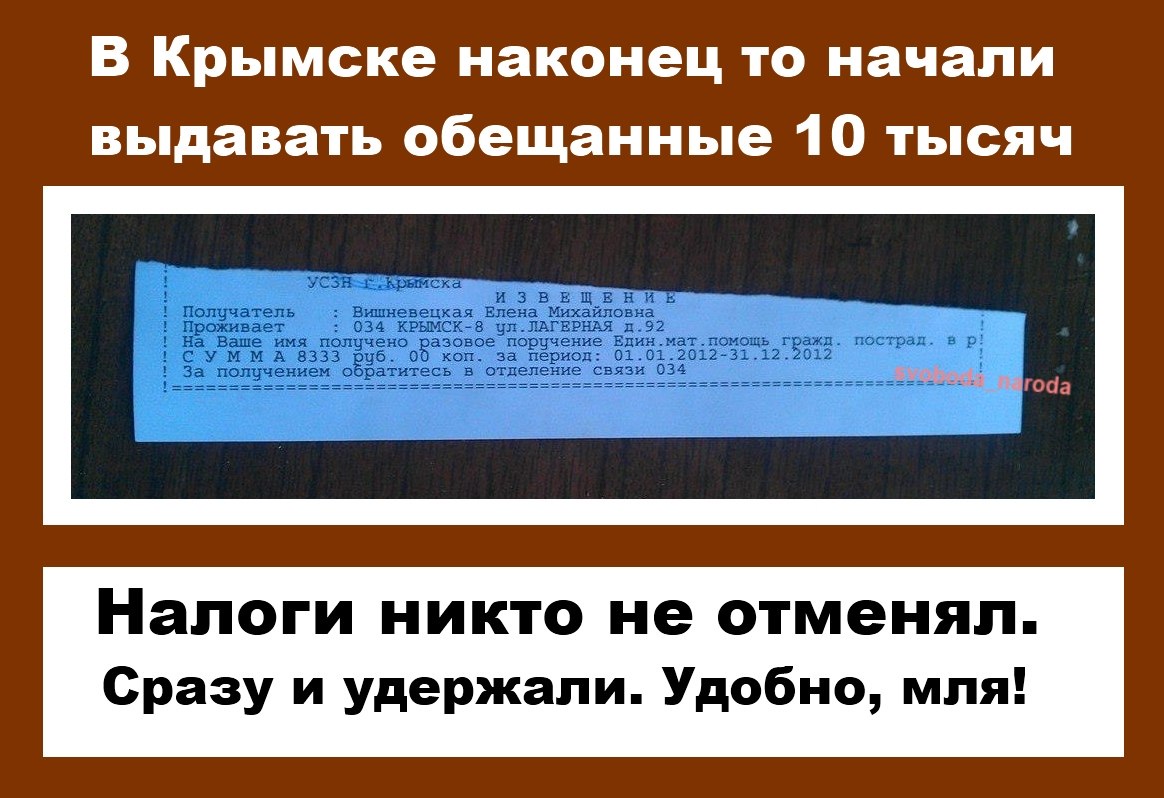 В Крымске наконец то начали
выдавать обещанные 10 тысяч
УСЗН г.Крымска
И З В Е Щ Е Н И Е
! Получатель : Вишневецкая Елена Михайловна !
! Проживает : 034 КРЫМСК-8 ул.ЛАГЕРНАЯ д.92 !
! На Ваше имя получено разовое поручение Един.мат.помощь гражд. пострад. в р!
! С У М М А 8333 руб. 00 коп. за период: 01.01.2012-31.12.2012 !
! За получением обратитесь в отделение связи 034 !
svoboda_naroda
Налоги никто не отменял.
Сразу и удержали. Удобно, мля!